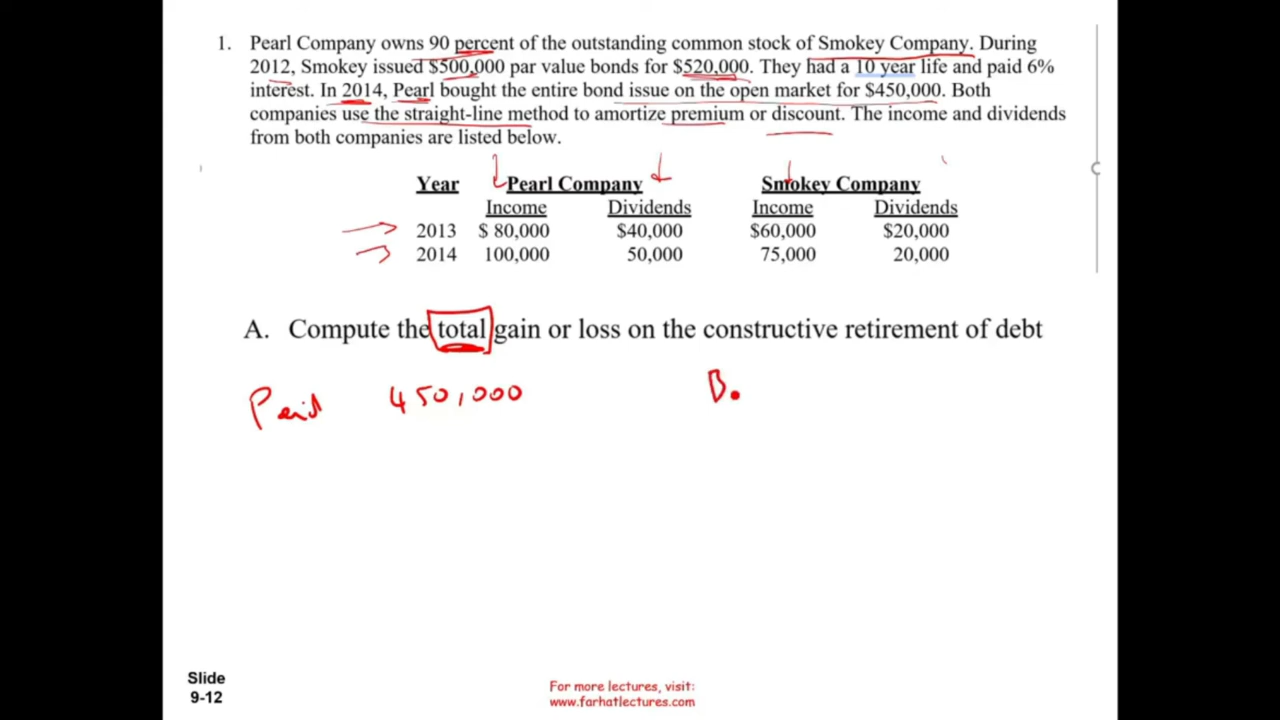 1. Pearl Company owns 90 percent of the outstanding common stock of Smokey Company. During
2012, Smokey issued $500,000 par value bonds for $520,000. They had a 10 year life and paid 6%
interest. In 2014, Pearl bought the entire bond issue on the open market for $450,000. Both
companies use the straight-line method to amortize premium or discount. The income and dividends
from both companies are listed below.
Year Pearl Company Smokey Company
Income Dividends Income Dividends
2013 $ 80,000 $40,000 $60,000 $20,000
2014 100,000 50,000 75,000 20,000
A. Compute the total gain or loss on the constructive retirement of debt
Paid 450,000 B.
Slide
9-12
For more lectures, visit:
www.farhatlectures.com